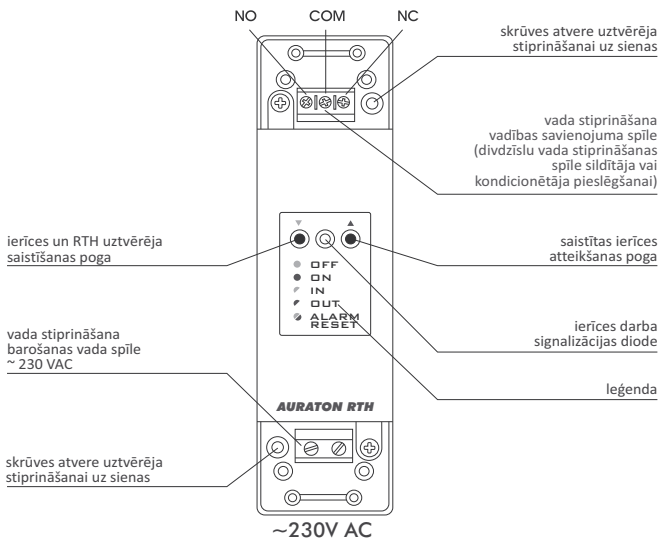 NO COM NC
skrūves atvere uztvērēja
stiprināšanai uz sienas
vada stiprināšana
vadības savienojuma spīle
(divdzīslu vada stiprināšanas
spīle sildītāja vai
kondicionētāja pieslēgšanai)
ierīces un RTH uztvērēja
saistīšanas poga
saistītas ierīces
atteikšanas poga
OFF
ON
IN
OUT
ALARM
RESET
ierīces darba
signalizācijas diode
vada stiprināšana
barošanas vada spīle
~ 230 VAC
leģenda
AURATON RTH
skrūves atvere uztvērēja
stiprināšanai uz sienas
~230V AC